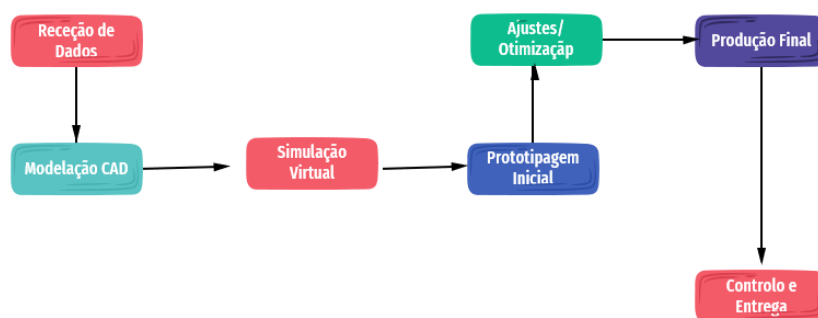 Receção de
Dados
Modelação CAD
Simulação
Virtual
Prototipagem
Inicial
Ajustes/
Otimizaçãp
Produção Final
Controlo e
Entrega